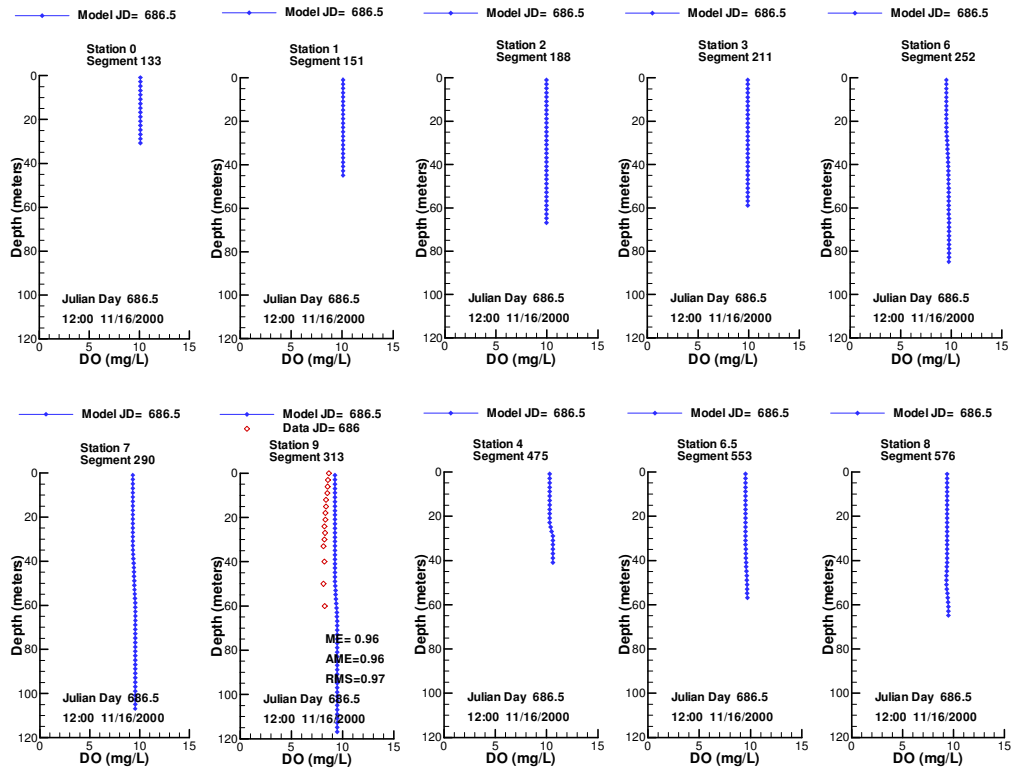 Model JD= 686.5
Station 0
Segment 133
0
20
40
60
80
100
120
Depth (meters)
Julian Day 686.5
12:00 11/16/2000
0 5 10 15
DO (mg/L)
Model JD= 686.5
Station 1
Segment 151
0
20
40
60
80
100
120
Depth (meters)
Julian Day 686.5
12:00 11/16/2000
0 5 10 15
DO (mg/L)
Model JD= 686.5
Station 2
Segment 188
0
20
40
60
80
100
120
Depth (meters)
Julian Day 686.5
12:00 11/16/2000
0 5 10 15
DO (mg/L)
Model JD= 686.5
Station 3
Segment 211
0
20
40
60
80
100
120
Depth (meters)
Julian Day 686.5
12:00 11/16/2000
0 5 10 15
DO (mg/L)
Model JD= 686.5
Station 6
Segment 252
0
20
40
60
80
100
120
Depth (meters)
Julian Day 686.5
12:00 11/16/2000
0 5 10 15
DO (mg/L)
Model JD= 686.5
Station 7
Segment 290
0
20
40
60
80
100
120
Depth (meters)
Julian Day 686.5
12:00 11/16/2000
0 5 10 15
DO (mg/L)
Model JD= 686.5
Data JD= 686
Station 9
Segment 313
0
20
40
60
80
100
120
Depth (meters)
ME= 0.96
AME=0.96
RMS=0.97
Julian Day 686.5
12:00 11/16/2000
0 5 10 15
DO (mg/L)
Model JD= 686.5
Station 4
Segment 475
0
20
40
60
80
100
120
Depth (meters)
Julian Day 686.5
12:00 11/16/2000
0 5 10 15
DO (mg/L)
Model JD= 686.5
Station 6.5
Segment 553
0
20
40
60
80
100
120
Depth (meters)
Julian Day 686.5
12:00 11/16/2000
0 5 10 15
DO (mg/L)
Model JD= 686.5
Station 8
Segment 576
0
20
40
60
80
100
120
Depth (meters)
Julian Day 686.5
12:00 11/16/2000
0 5 10 15
DO (mg/L)